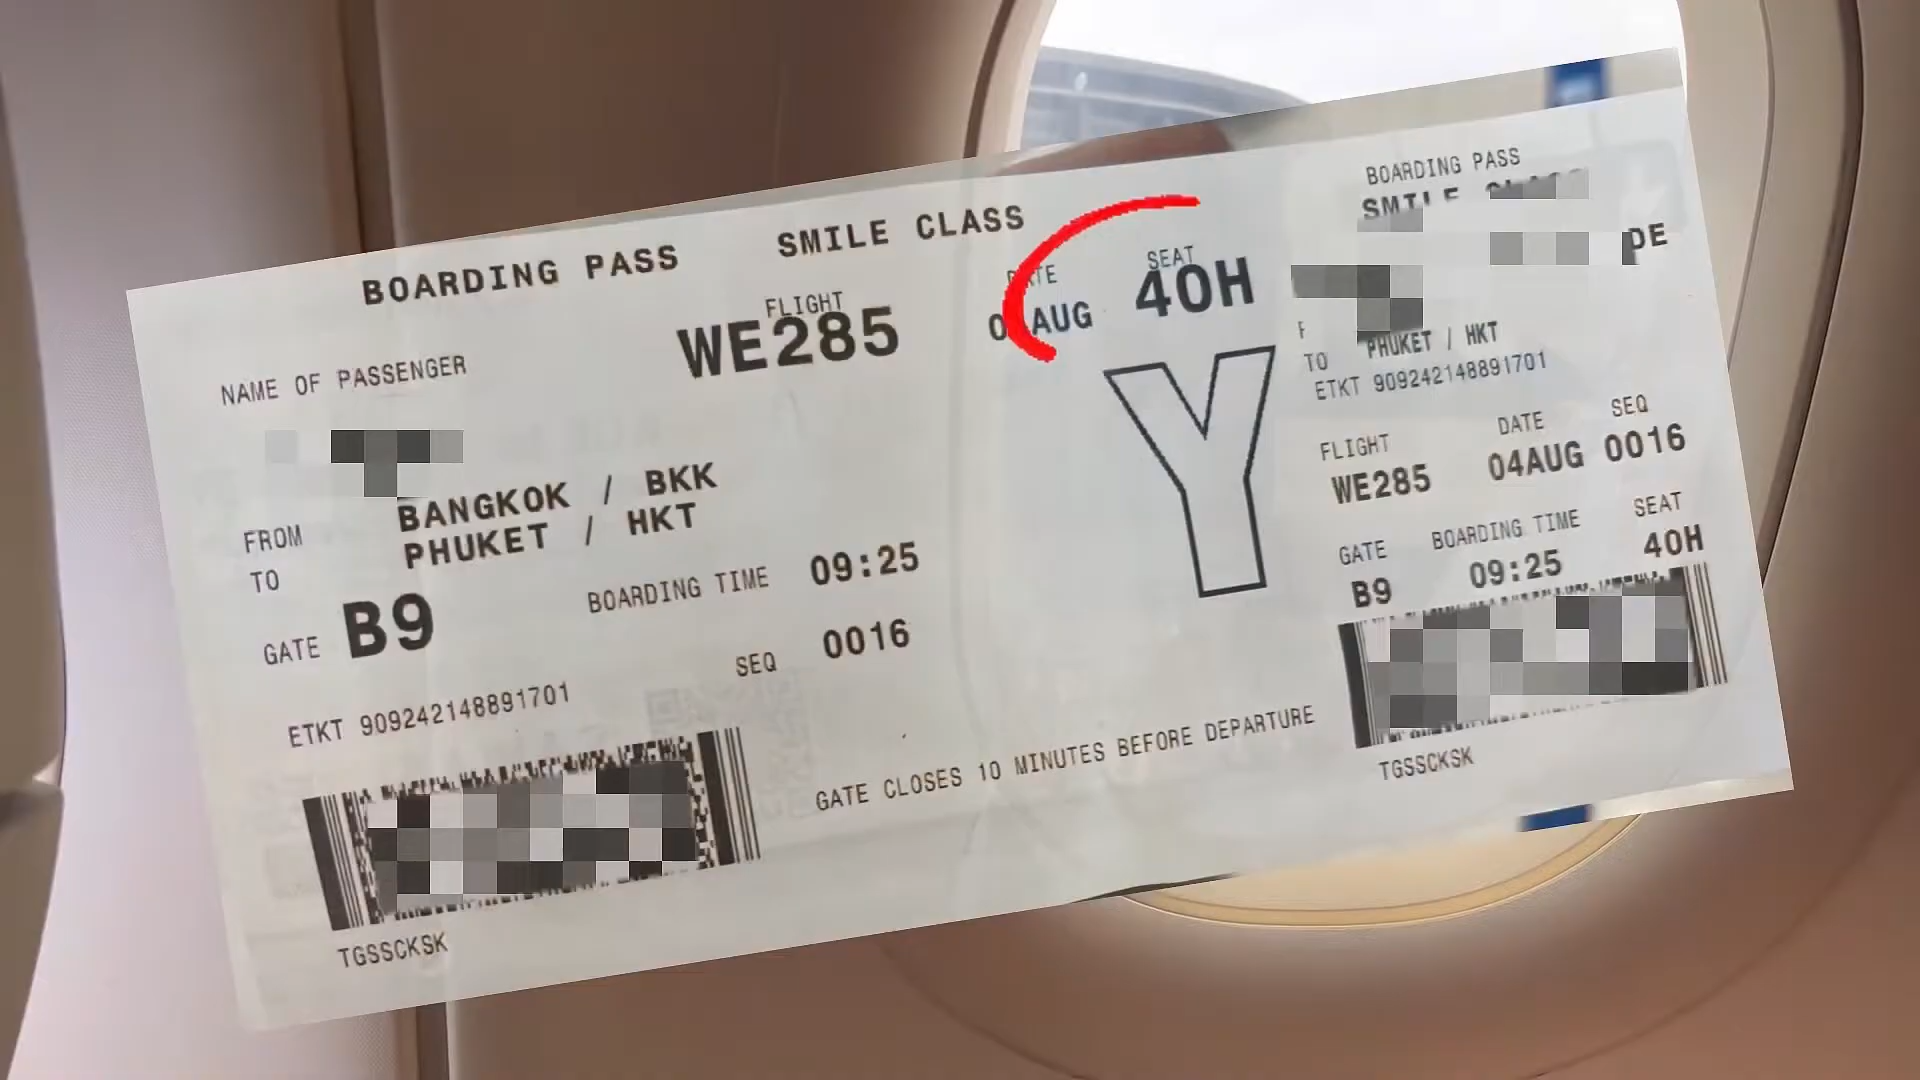 BOARDING PASS SMILE CLASS
FLIGHT DATE SEAT
WE285 04AUG 40H
NAME OF PASSENGER
Y
FROM BANGKOK / BKK
TO PHUKET / HKT
GATE B9 BOARDING TIME 09:25
SEQ 0016
ETKT 909242148891701
GATE CLOSES 10 MINUTES BEFORE DEPARTURE
TGSSCKSK
BOARDING PASS
SMILE
DE
F
TO PHUKET / HKT
ETKT 909242148891701
FLIGHT DATE SEQ
WE285 04AUG 0016
GATE BOARDING TIME SEAT
B9 09:25 40H
TGSSCKSK